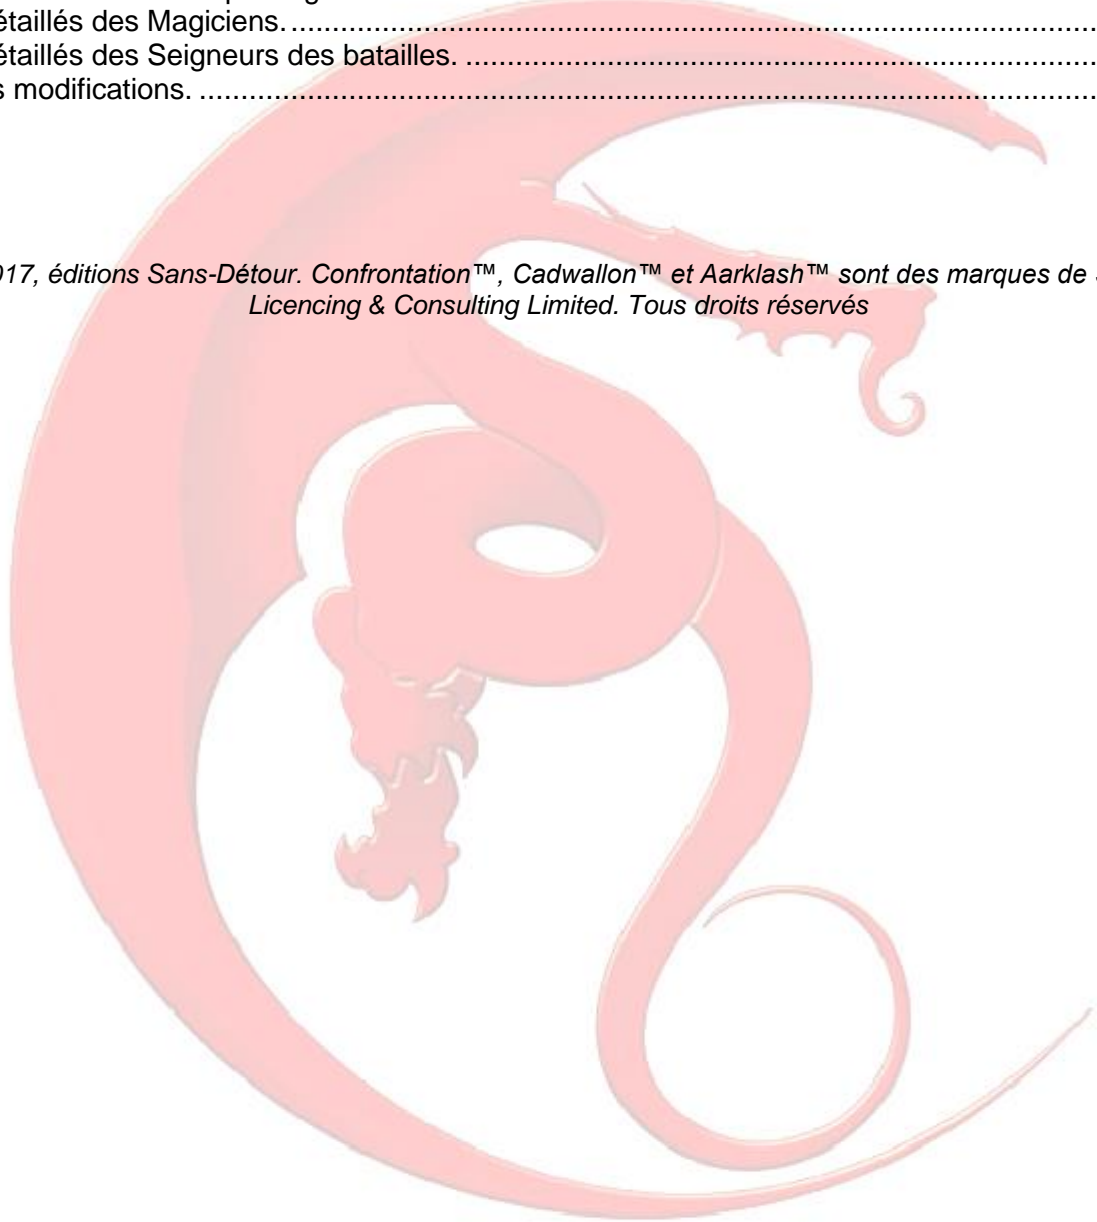 étaillés des Magiciens. ................................................................................................
étaillés des Seigneurs des batailles. ................................................................................
s modifications. ................................................................................................................
017, éditions Sans-Détour. Confrontation™, Cadwallon™ et Aarklash™ sont des marques de
Licencing & Consulting Limited. Tous droits réservés